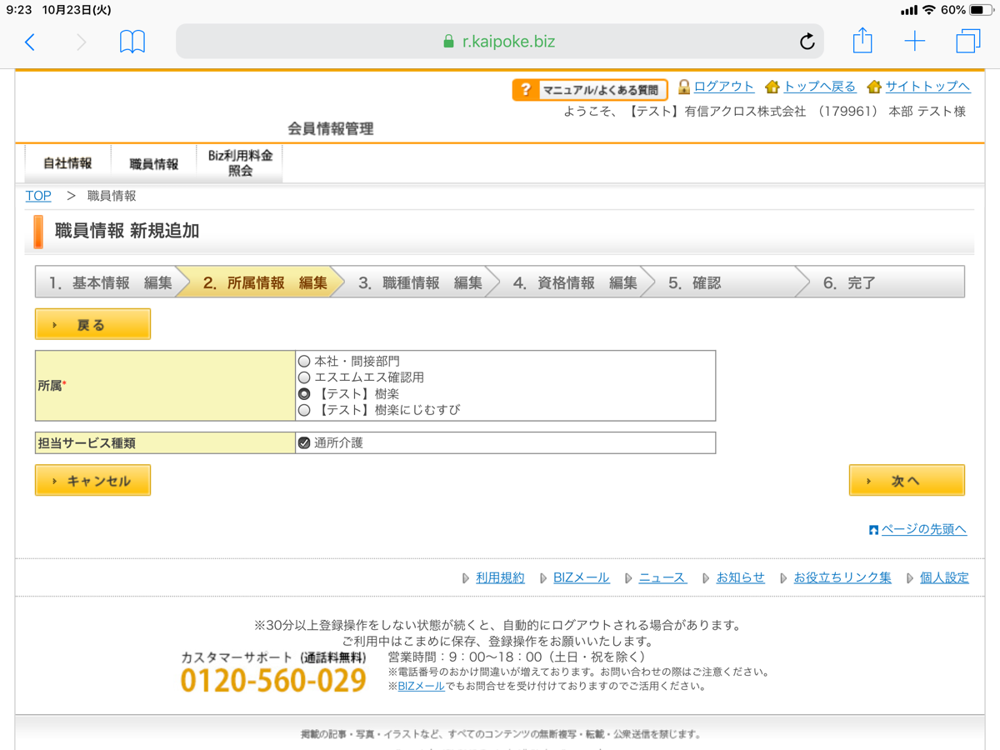 9:23 10月23日(火)
60%
r.kaipoke.biz
? マニュアル/よくある質問 ログアウト トップへ戻る サイトトップへ
ようこそ、【テスト】有信アクロス株式会社 （179961） 本部 テスト様
会員情報管理
自社情報 職員情報 Biz利用料金
照会
TOP > 職員情報
職員情報 新規追加
1. 基本情報 編集 2. 所属情報 編集 3. 職種情報 編集 4. 資格情報 編集 5. 確認 6. 完了
戻る
所属*
本社・間接部門
エスエムエス確認用
【テスト】樹楽
【テスト】樹楽にじむすび
担当サービス種類 通所介護
キャンセル 次へ
ページの先頭へ
利用規約 BIZメール ニュース お知らせ お役立ちリンク集 個人設定
※30分以上登録操作をしない状態が続くと、自動的にログアウトされる場合があります。
ご利用中はこまめに保存、登録操作をお願いいたします。
カスタマーサポート (通話料無料)
0120-560-029
営業時間：9：00〜18：00（土日・祝を除く）
※電話番号のおかけ間違いが増えております。お問い合わせの際はご注意ください。
※BIZメールでもお問合せを受け付けておりますのでご活用ください。
掲載の記事・写真・イラストなど、すべてのコンテンツの無断複写・転載・公衆送信を禁じます。